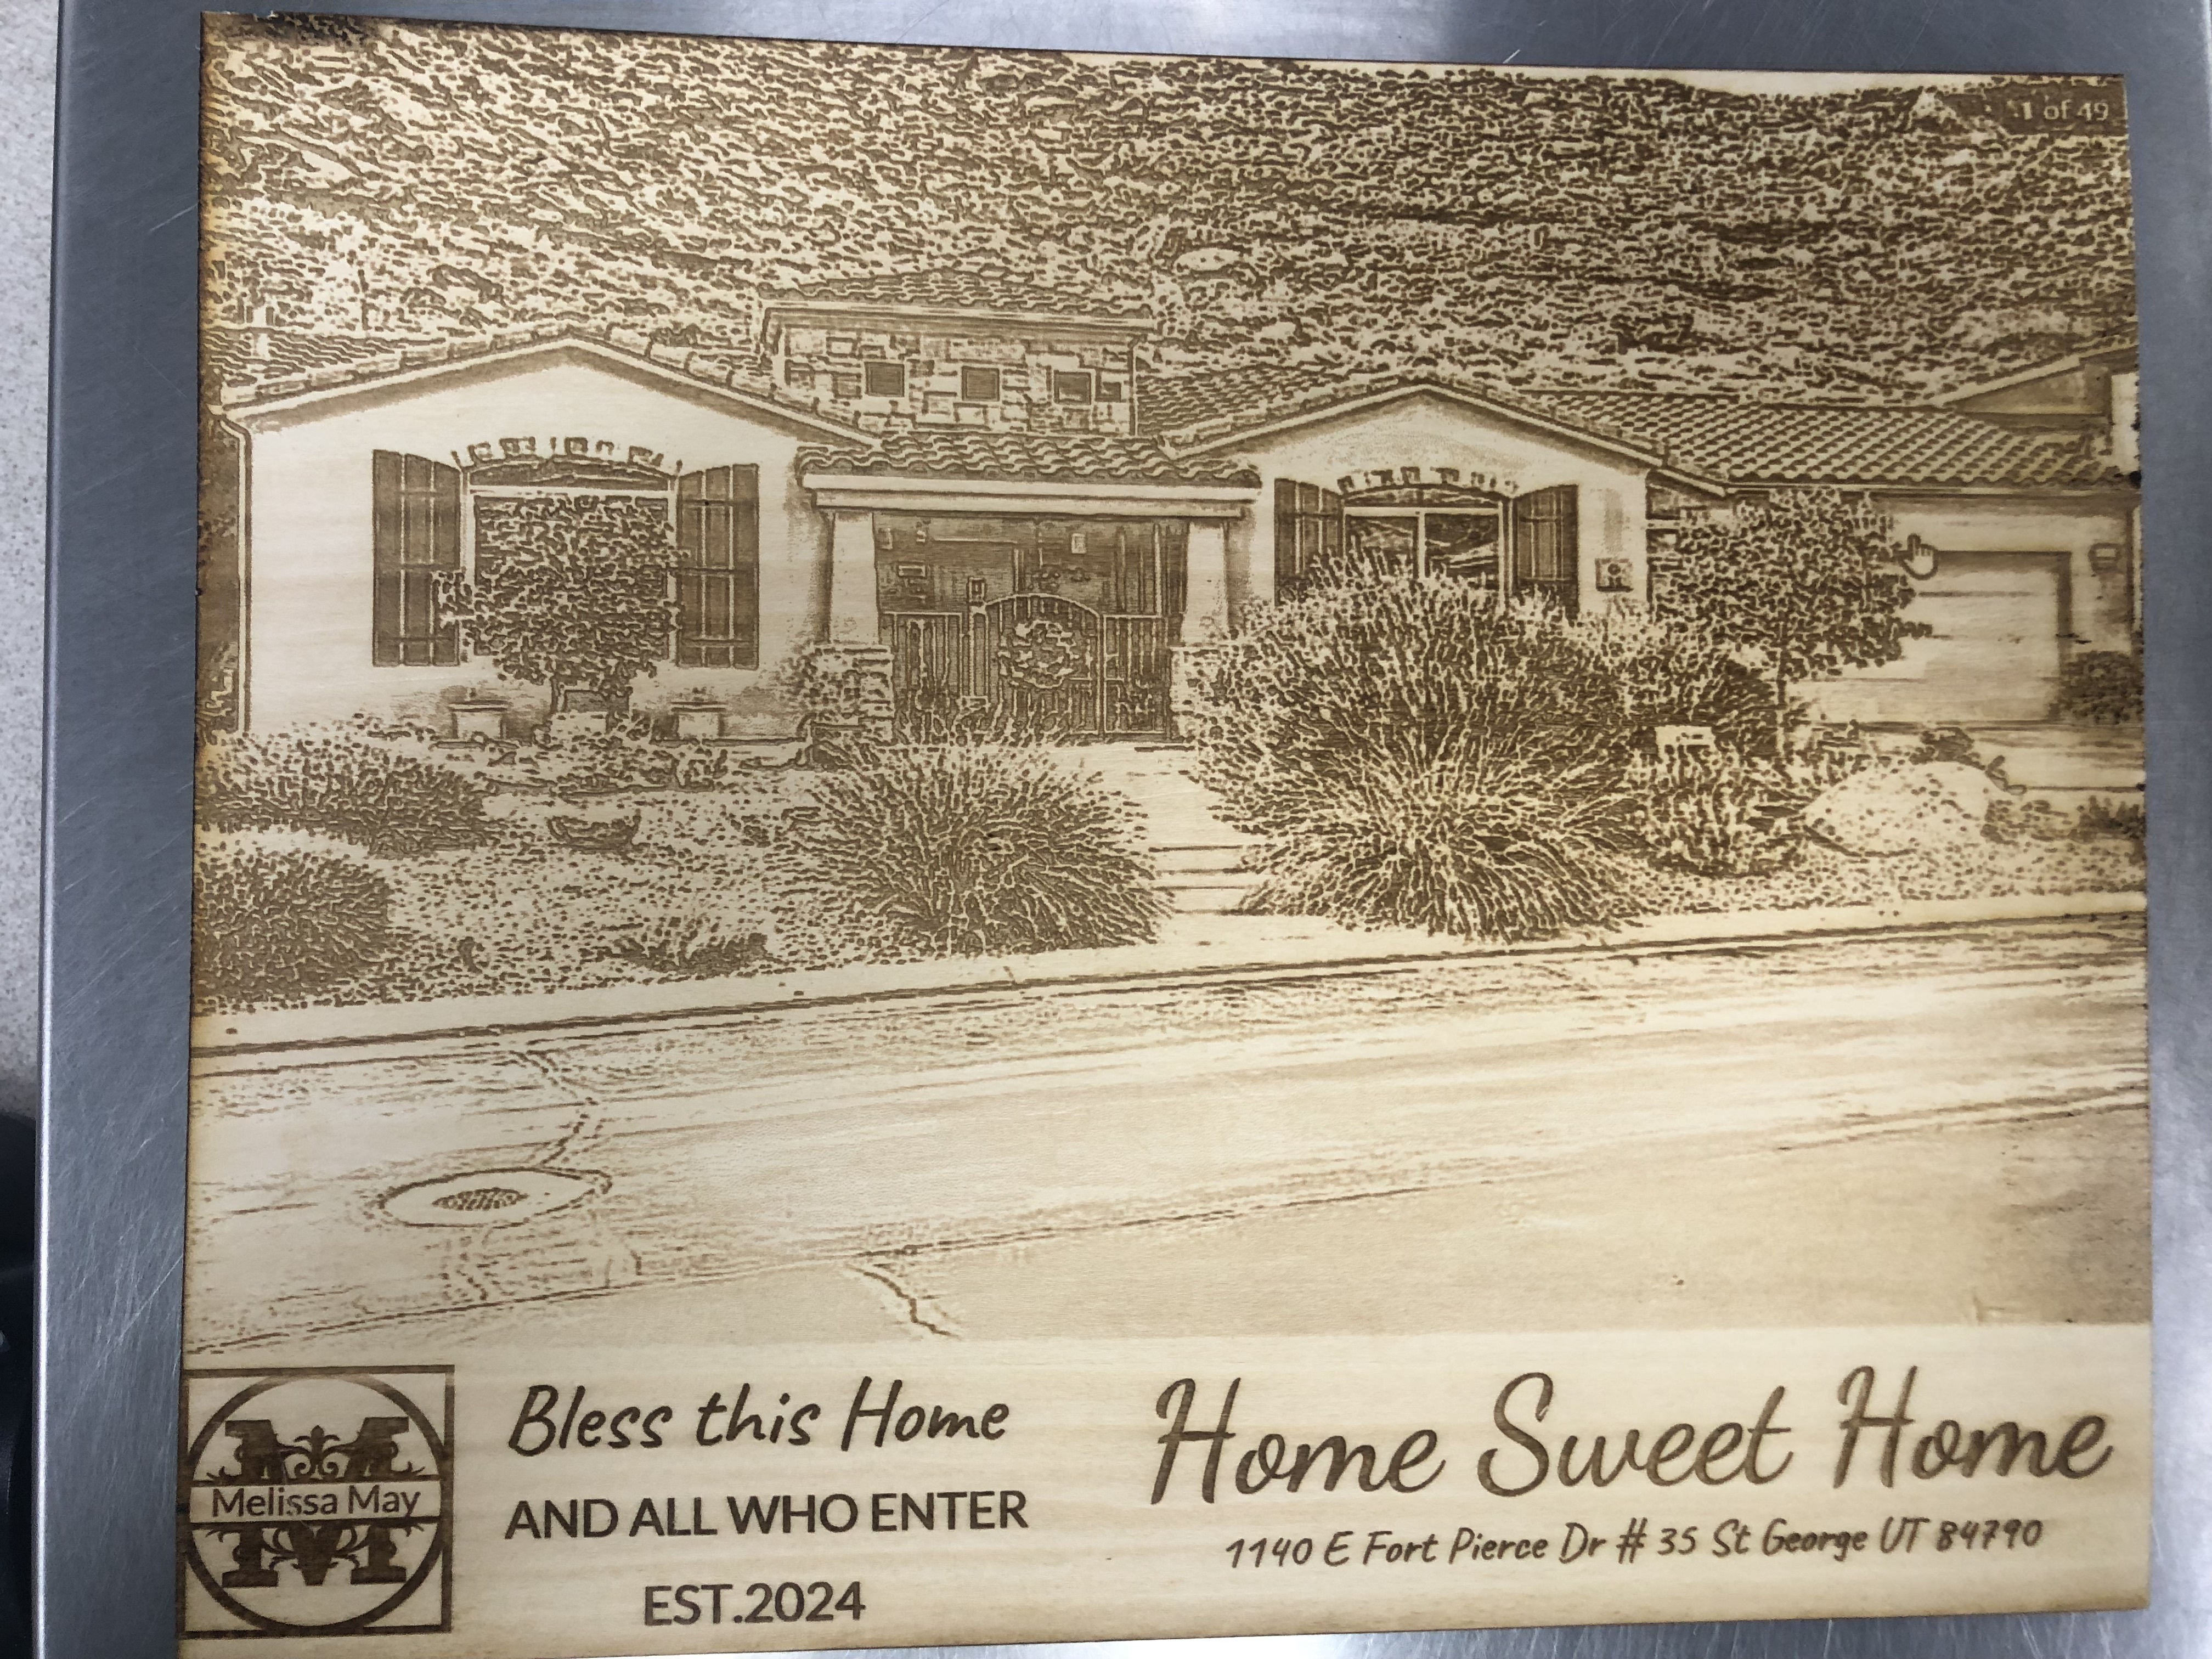 1 of 49
Melissa May
Bless this Home
AND ALL WHO ENTER
EST.2024
Home Sweet Home
1140 E Fort Pierce Dr # 35 St George UT 84790